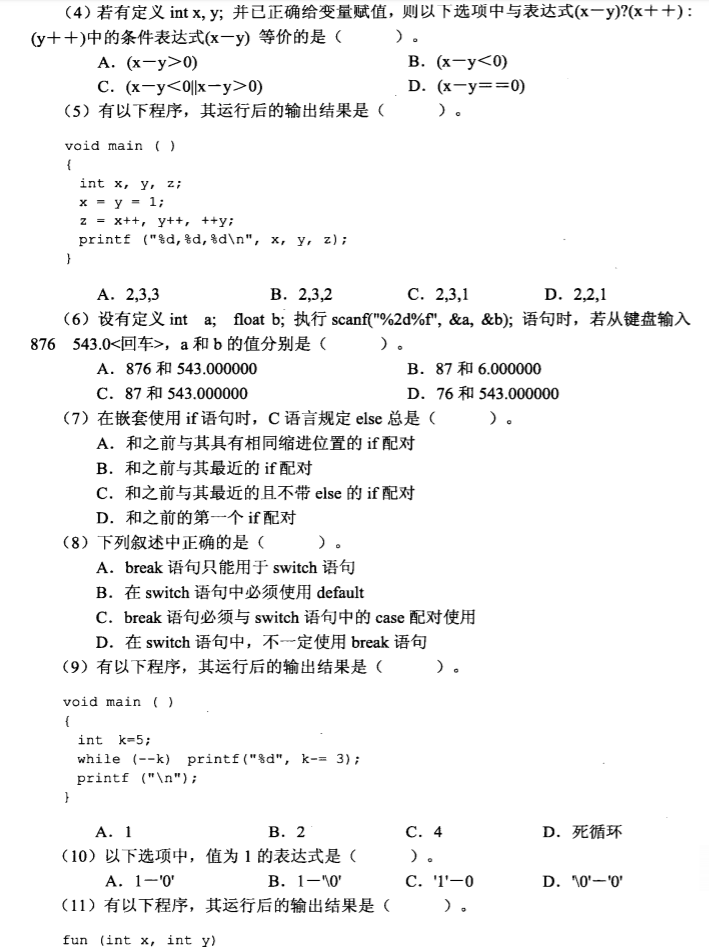 （4）若有定义 int x, y; 并已正确给变量赋值，则以下选项中与表达式(x－y)?(x＋＋)：
(y＋＋)中的条件表达式(x－y) 等价的是（　　）。
A．(x－y>0)　　B．(x－y<0)
C．(x－y<0||x－y>0)　　D．(x－y＝＝0)
（5）有以下程序，其运行后的输出结果是（　　）。
void main ( )
{
int x, y, z;
x = y = 1;
z = x++, y++, ++y;
printf ("%d,%d,%d\n", x, y, z);
}
A．2,3,3　　B．2,3,2　　C．2,3,1　　D．2,2,1
（6）设有定义 int a; float b; 执行 scanf("%2d%f", &a, &b); 语句时，若从键盘输入
876 543.0<回车>，a 和 b 的值分别是（　　）。
A．876 和 543.000000　　B．87 和 6.000000
C．87 和 543.000000　　D．76 和 543.000000
（7）在嵌套使用 if 语句时，C 语言规定 else 总是（　　）。
A．和之前与其具有相同缩进位置的 if 配对
B．和之前与其最近的 if 配对
C．和之前与其最近的且不带 else 的 if 配对
D．和之前的第一个 if 配对
（8）下列叙述中正确的是（　　）。
A．break 语句只能用于 switch 语句
B．在 switch 语句中必须使用 default
C．break 语句必须与 switch 语句中的 case 配对使用
D．在 switch 语句中，不一定使用 break 语句
（9）有以下程序，其运行后的输出结果是（　　）。
void main ( )
{
int k=5;
while (--k) printf("%d", k-= 3);
printf ("\n");
}
A．1　　B．2　　C．4　　D．死循环
（10）以下选项中，值为 1 的表达式是（　　）。
A．1－'0'　　B．1－'\0'　　C．'1'－0　　D．'\0'－'0'
（11）有以下程序，其运行后的输出结果是（　　）。
fun (int x, int y)